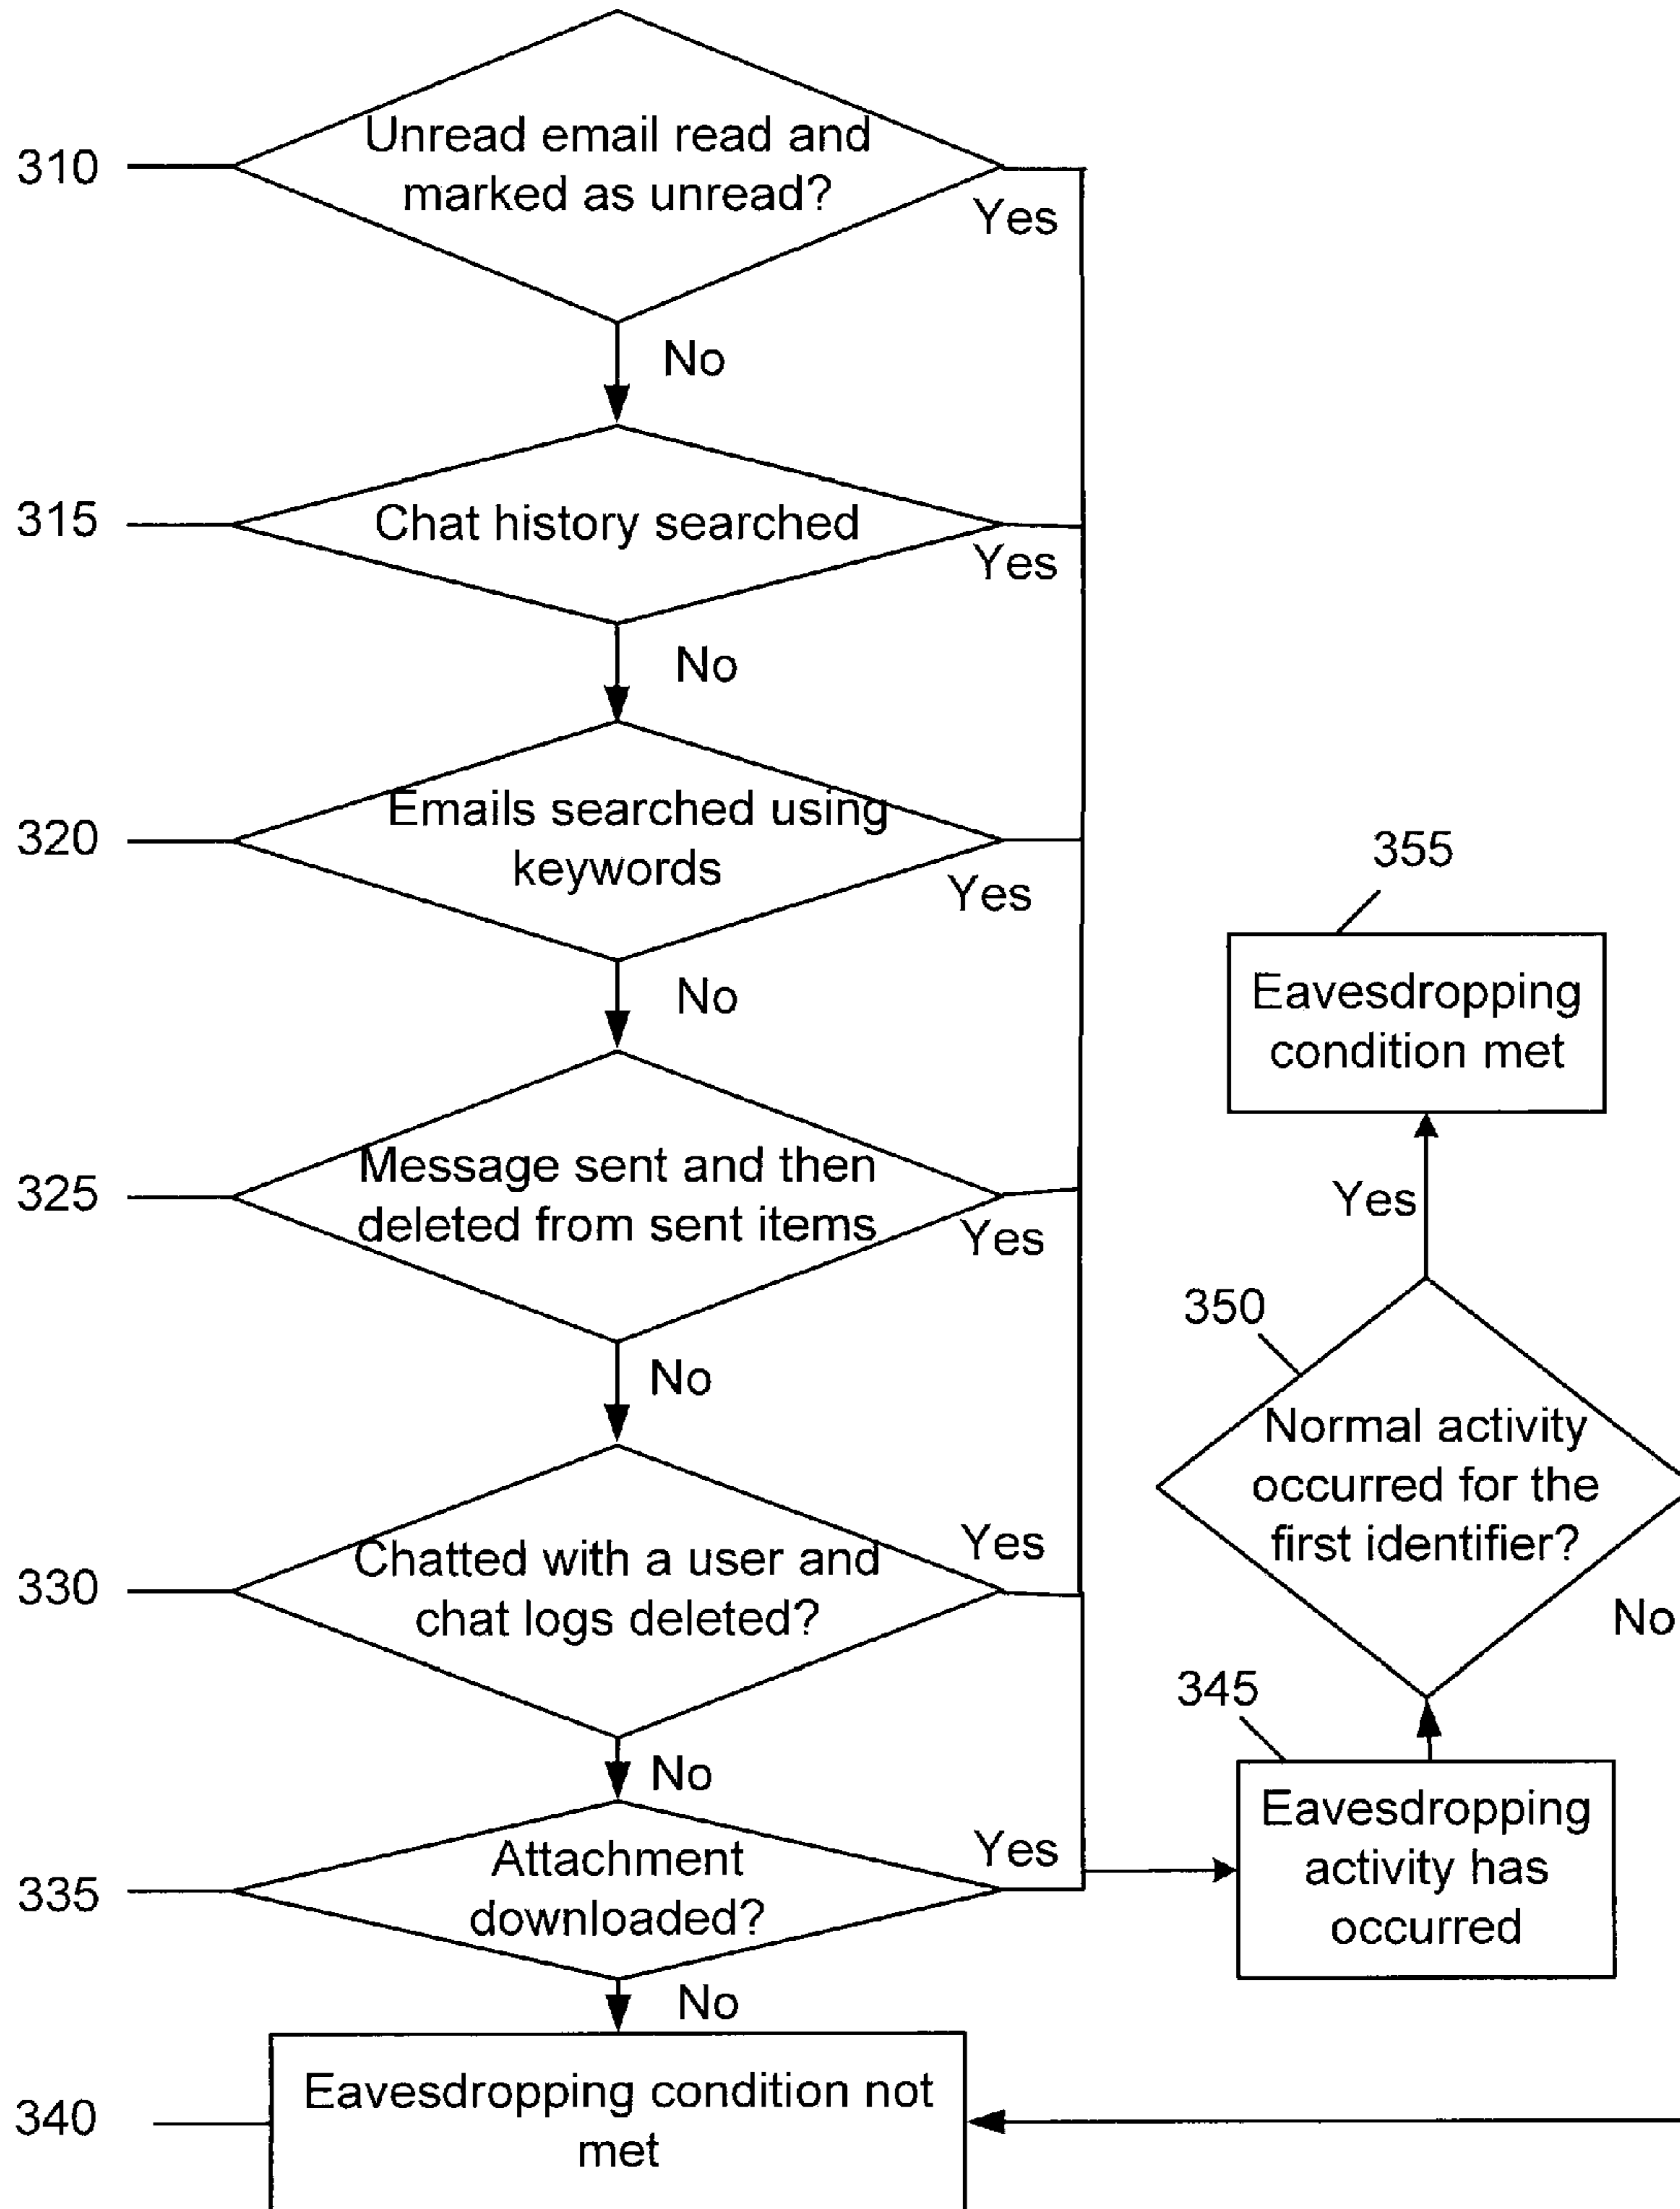 310
Unread email read and
marked as unread?
Yes
No
315
Chat history searched
Yes
No
320
Emails searched using
keywords
Yes
No
325
Message sent and then
deleted from sent items
Yes
No
330
Chatted with a user and
chat logs deleted?
Yes
No
335
Attachment
downloaded?
Yes
No
340
Eavesdropping condition not
met
355
Eavesdropping
condition met
Yes
350
Normal activity
occurred for the
first identifier?
No
345
Eavesdropping
activity has
occurred